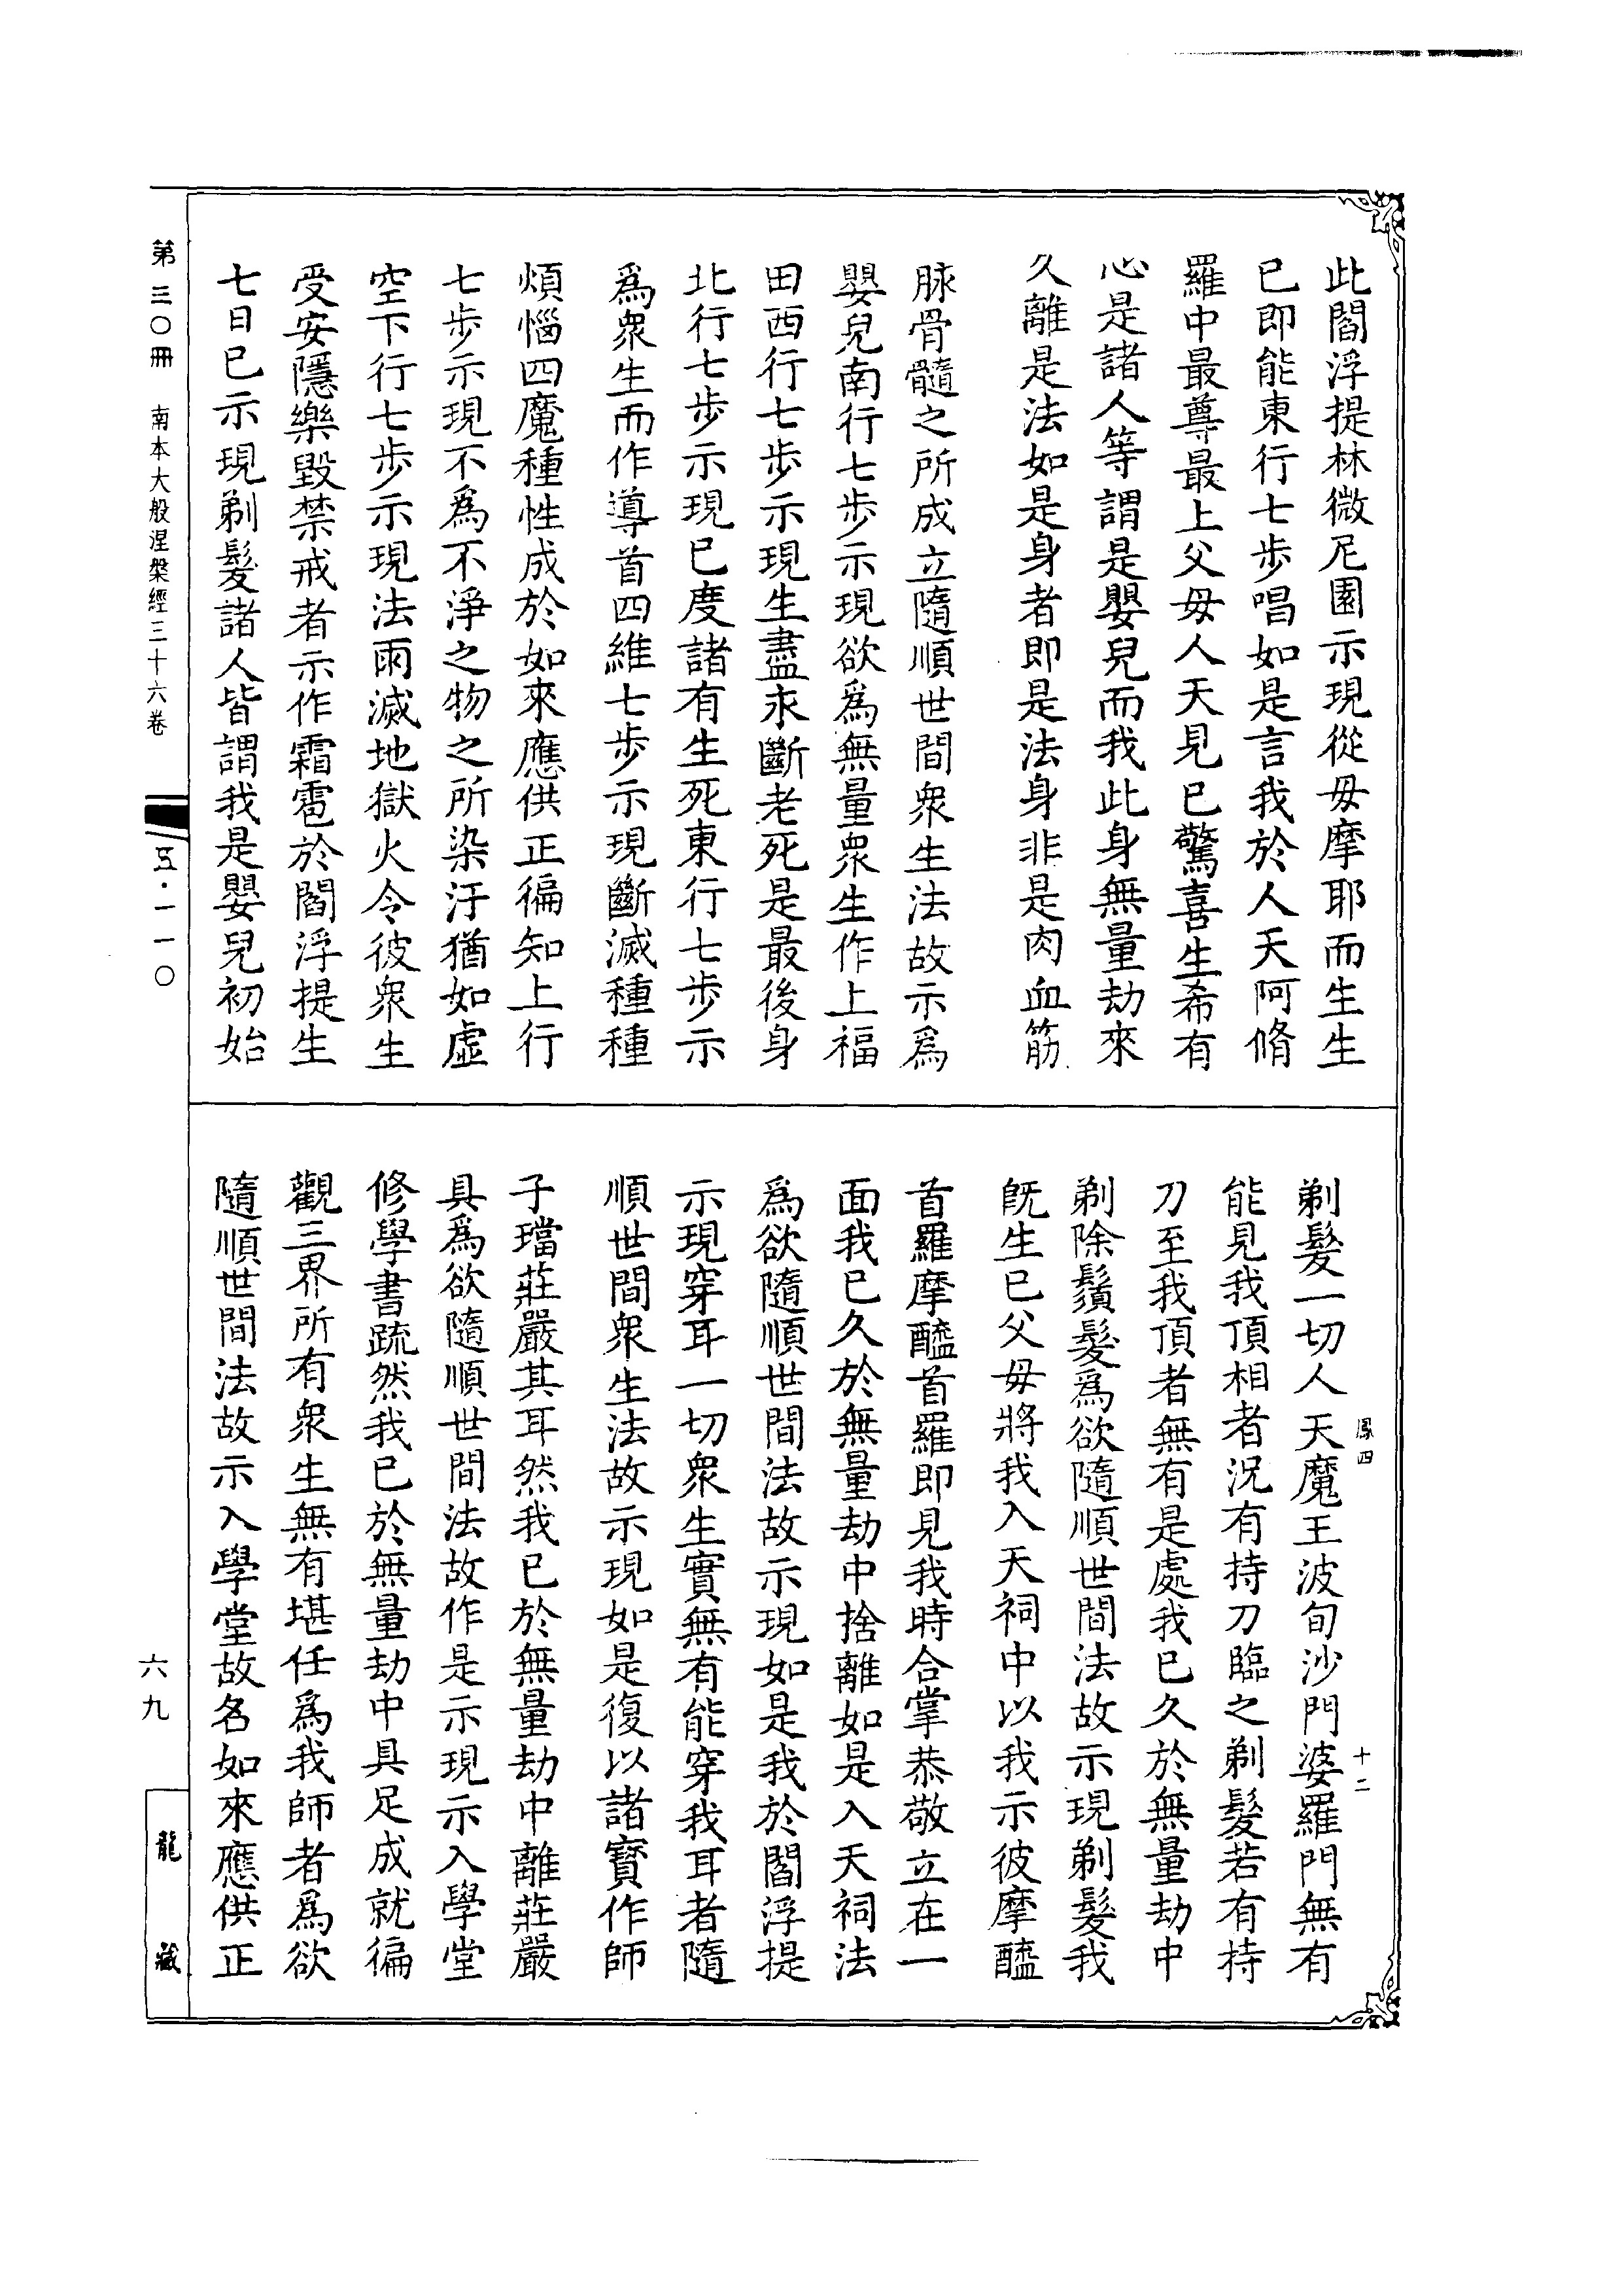 此閻浮提林微尼園示現從毋摩耶而生生
已即能東行七步唱如是言我於人天阿脩
羅中最尊最上父毋人天見已驚喜生希有
心是諸人等謂是嬰兒而我此身無量劫來
久離是法如是身者即是法身非是肉血筋
脉骨髓之所成立隨順世間衆生法故示爲
嬰兒南行七步示現欲爲無量衆生作上福
田西行七步示現生盡永斷老死是最後身
北行七步示現已度諸有生死東行七步示
爲衆生而作導首四維七步示現斷滅種種
煩惱四魔種性成於如來應供正徧知上行
七步示現不爲不淨之物之所染汙猶如虛
空下行七步示現法雨滅地獄火令彼衆生
受安隱樂毀禁戒者示作霜雹於閻浮提生
七日已示現剃髮諸人皆謂我是嬰兒初始
剃髮一切人天魔王波旬沙門婆羅門無有
能見我頂相者況有持刀臨之剃髮若有持
刀至我頂者無有是處我已久於無量劫中
剃除鬚髮爲欲隨順世間法故示現剃髮我
旣生已父毋將我入天祠中以我示彼摩醯
首羅摩醯首羅即見我時合掌恭敬立在一
面我已久於無量劫中捨離如是入天祠法
爲欲隨順世間法故示現如是我於閻浮提
示現穿耳一切衆生實無有能穿我耳者隨
順世間衆生法故示現如是復以諸寳作師
子璫莊嚴其耳然我已於無量劫中離莊嚴
具爲欲隨順世間法故作是示現示入學堂
修學書疏然我已於無量劫中具足成就徧
觀三界所有衆生無有堪任爲我師者爲欲
隨順世間法故示入學堂故名如來應供正
鳳四
十二
第三〇冊 南本大般涅槃經三十六卷
五·一一〇
六九
龍藏